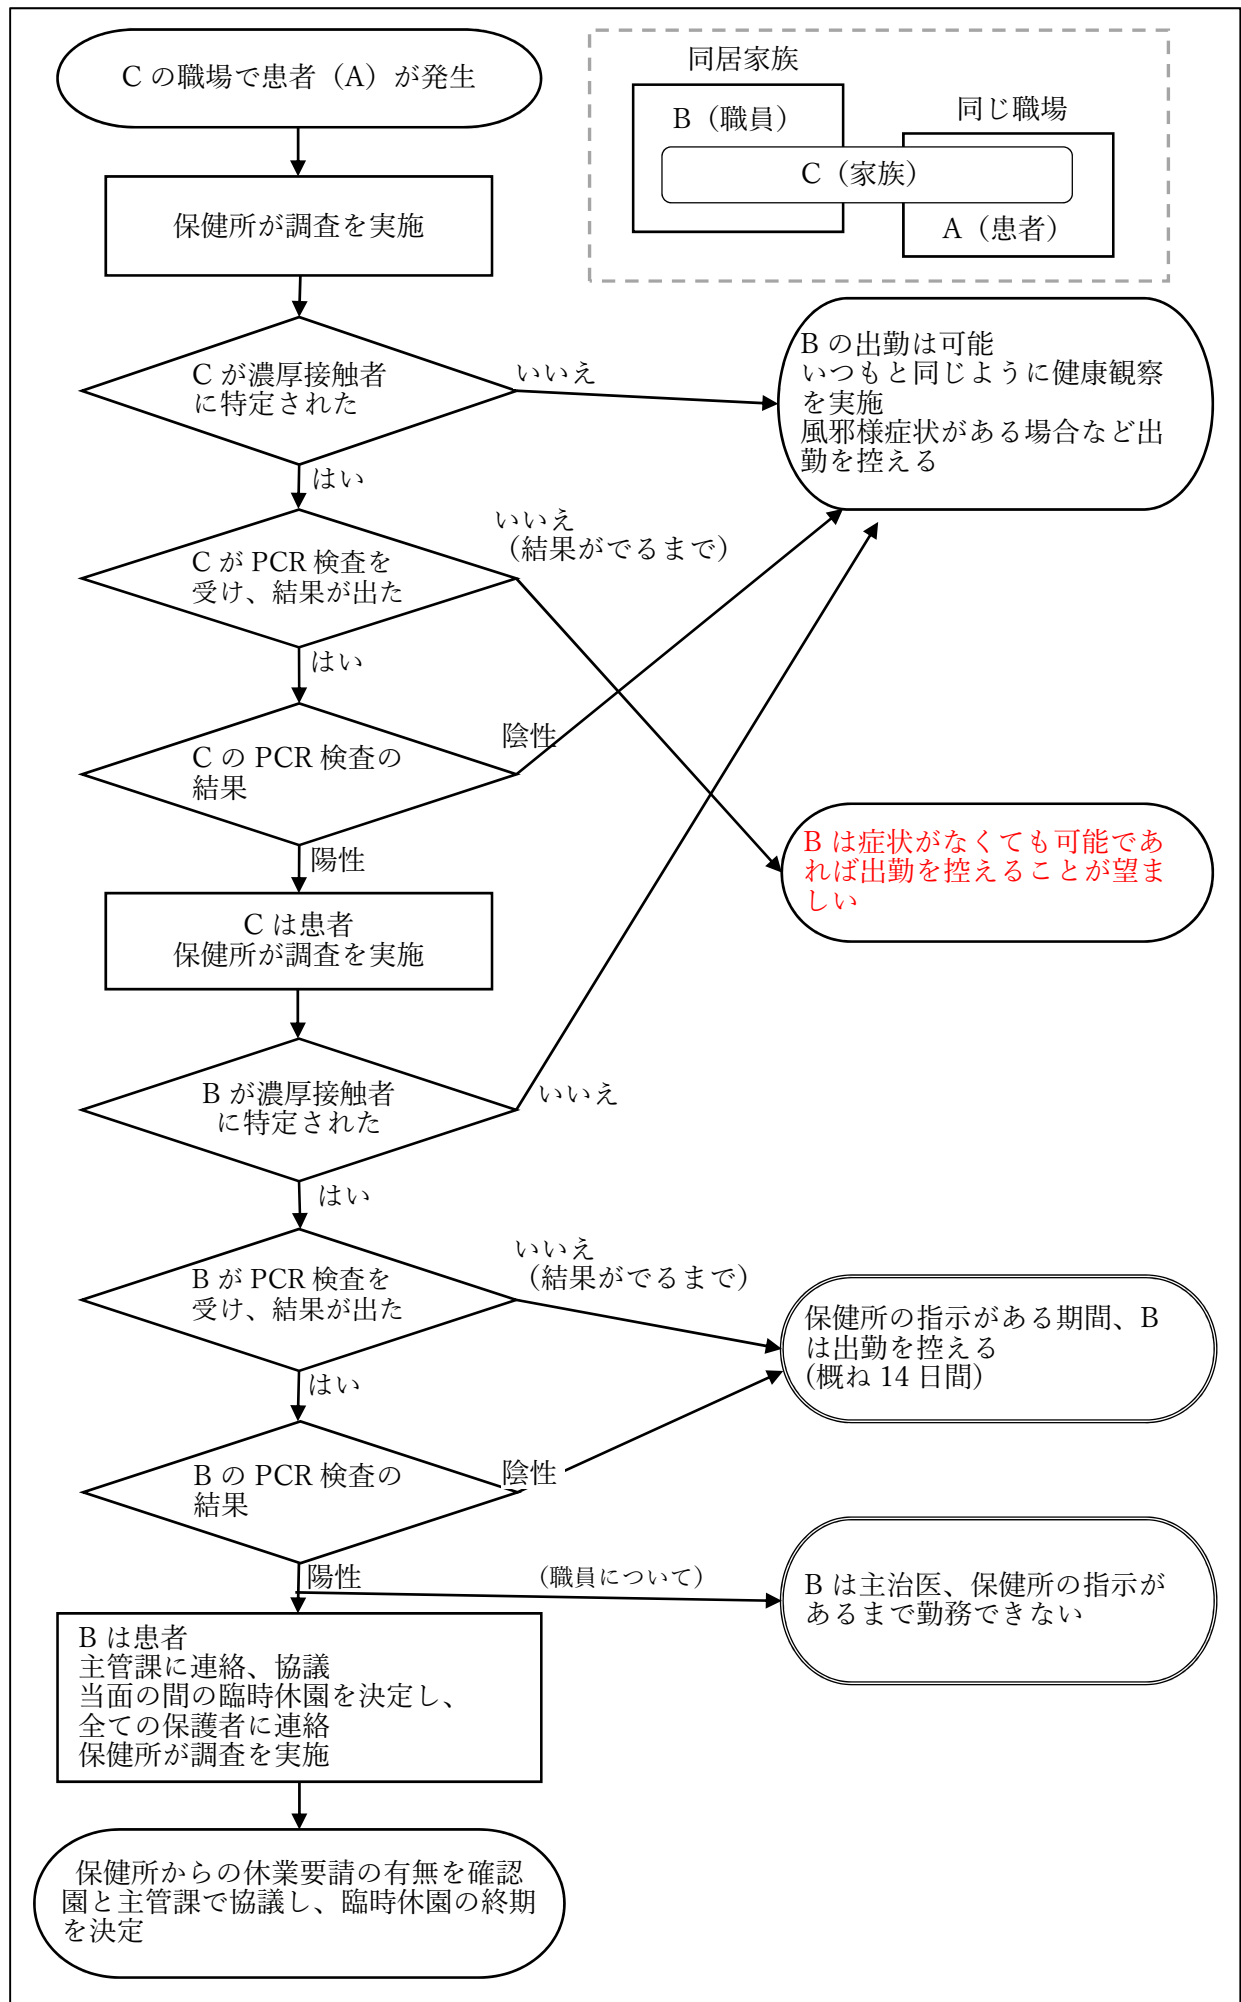 C の職場で患者（A）が発生
同居家族
B（職員）
同じ職場
C（家族）
A（患者）
保健所が調査を実施
C が濃厚接触者
に特定された
いいえ
B の出勤は可能
いつもと同じように健康観察
を実施
風邪様症状がある場合など出
勤を控える
はい
C が PCR 検査を
受け、結果が出た
いいえ
（結果がでるまで）
はい
C の PCR 検査の
結果
陰性
B は症状がなくても可能であ
れば出勤を控えることが望ま
しい
陽性
C は患者
保健所が調査を実施
B が濃厚接触者
に特定された
いいえ
はい
B が PCR 検査を
受け、結果が出た
いいえ
（結果がでるまで）
保健所の指示がある期間、B
は出勤を控える
(概ね 14 日間)
はい
B の PCR 検査の
結果
陰性
陽性
（職員について）
B は主治医、保健所の指示が
あるまで勤務できない
B は患者
主管課に連絡、協議
当面の間の臨時休園を決定し、
全ての保護者に連絡
保健所が調査を実施
保健所からの休業要請の有無を確認
園と主管課で協議し、臨時休園の終期
を決定